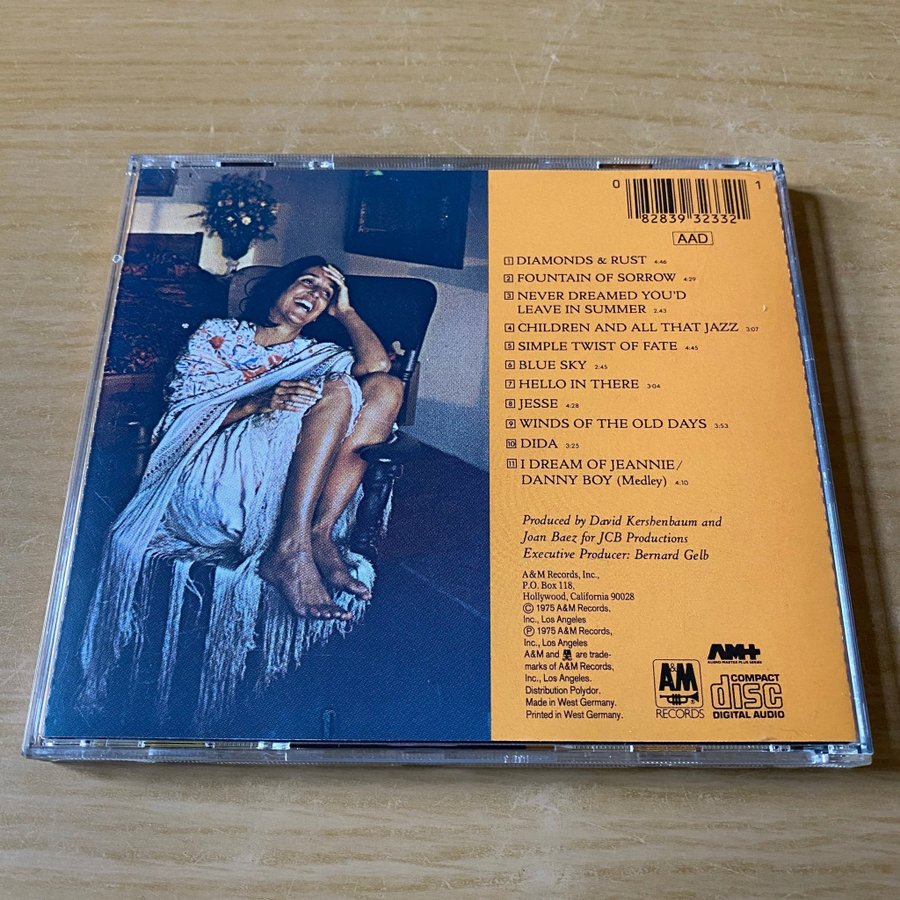 0 82839 32332 1
AAD
1 DIAMONDS & RUST 4:46
2 FOUNTAIN OF SORROW 4:29
3 NEVER DREAMED YOU'D
LEAVE IN SUMMER 2:43
4 CHILDREN AND ALL THAT JAZZ 3:07
5 SIMPLE TWIST OF FATE 4:45
6 BLUE SKY 2:45
7 HELLO IN THERE 3:04
8 JESSE 4:28
9 WINDS OF THE OLD DAYS 3:53
10 DIDA 3:25
11 I DREAM OF JEANNIE/
DANNY BOY (Medley) 4:10
Produced by David Kershenbaum and
Joan Baez for JCB Productions
Executive Producer: Bernard Gelb
A&M Records, Inc.,
P.O. Box 118,
Hollywood, California 90028
© 1975 A&M Records,
Inc., Los Angeles
℗ 1975 A&M Records,
Inc., Los Angeles
A&M and are trade-
marks of A&M Records,
Inc., Los Angeles.
Distribution Polydor.
Made in West Germany.
Printed in West Germany.
A&M
RECORDS
AM+
AUDIO MASTER PLUS SERIES
COMPACT
disc
DIGITAL AUDIO